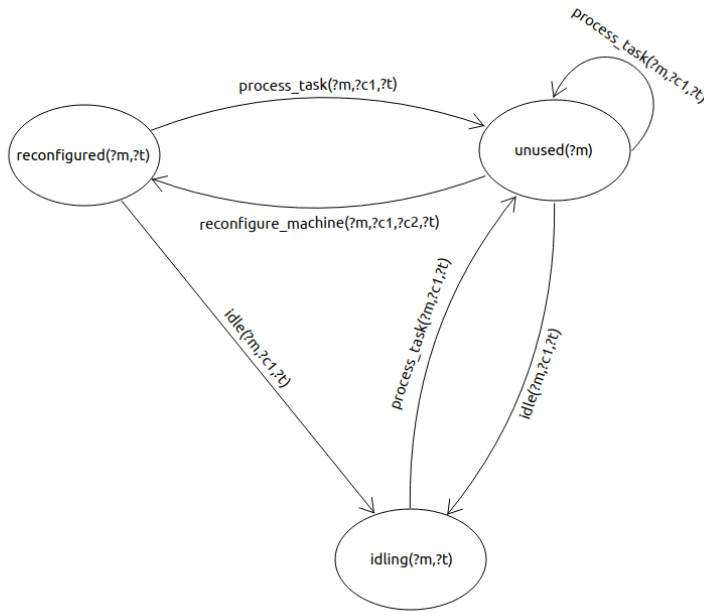 process_task(?m,?c1,?t)
process_task(?m,?c1,?t)
reconfigured(?m,?t)
unused(?m)
reconfigure_machine(?m,?c1,?c2,?t)
idle(?m,?c1,?t)
process_task(?m,?c1,?t)
idle(?m,?c1,?t)
idling(?m,?t)